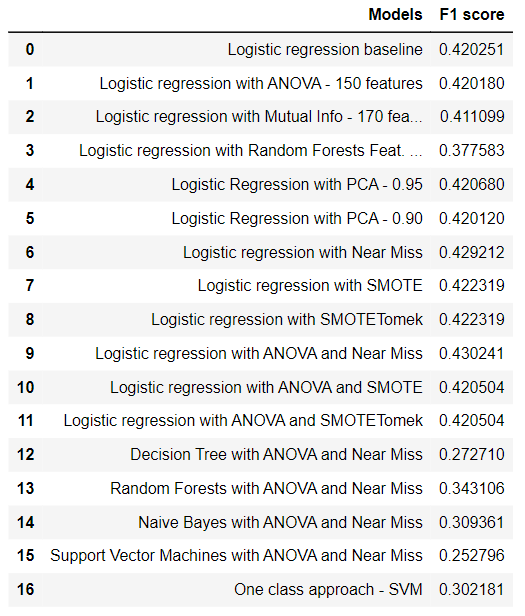 Models F1 score
0 Logistic regression baseline 0.420251
1 Logistic regression with ANOVA - 150 features 0.420180
2 Logistic regression with Mutual Info - 170 fea... 0.411099
3 Logistic regression with Random Forests Feat. ... 0.377583
4 Logistic Regression with PCA - 0.95 0.420680
5 Logistic Regression with PCA - 0.90 0.420120
6 Logistic regression with Near Miss 0.429212
7 Logistic regression with SMOTE 0.422319
8 Logistic regression with SMOTETomek 0.422319
9 Logistic regression with ANOVA and Near Miss 0.430241
10 Logistic regression with ANOVA and SMOTE 0.420504
11 Logistic regression with ANOVA and SMOTETomek 0.420504
12 Decision Tree with ANOVA and Near Miss 0.272710
13 Random Forests with ANOVA and Near Miss 0.343106
14 Naive Bayes with ANOVA and Near Miss 0.309361
15 Support Vector Machines with ANOVA and Near Miss 0.252796
16 One class approach - SVM 0.302181